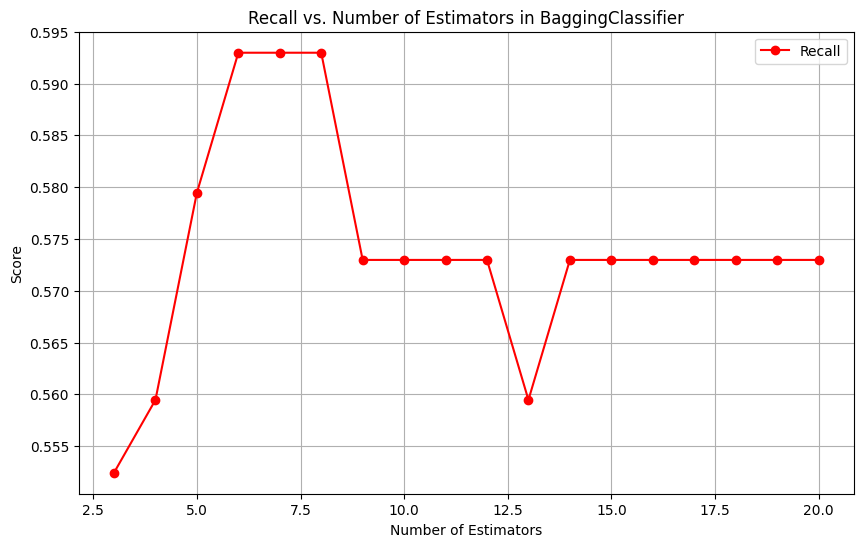 Recall vs. Number of Estimators in BaggingClassifier
Recall
0.595
0.590
0.585
0.580
0.575
0.570
0.565
0.560
0.555
Score
2.5 5.0 7.5 10.0 12.5 15.0 17.5 20.0
Number of Estimators